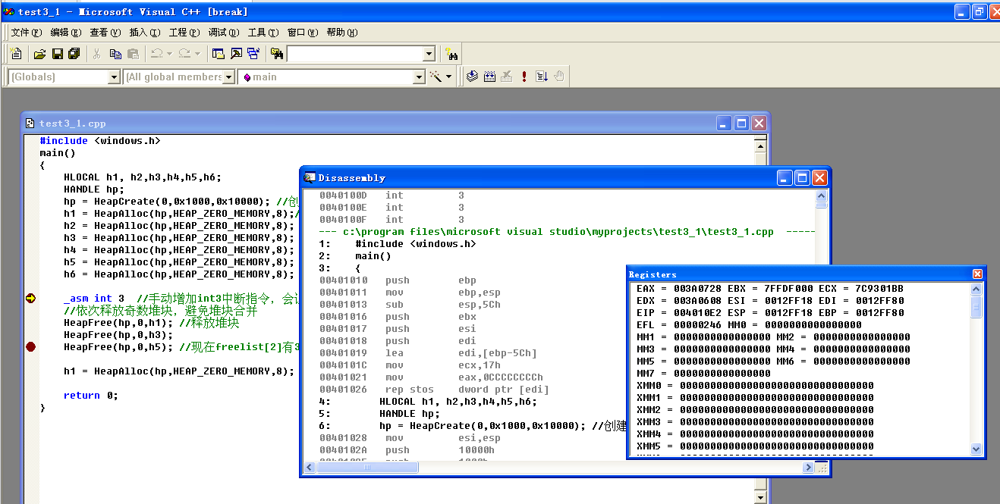 test3_1 - Microsoft Visual C++ [break]
文件(F) 编辑(E) 查看(V) 插入(I) 工程(P) 调试(D) 工具(T) 窗口(W) 帮助(H)
(Globals) (All global members main
test3_1.cpp
#include <windows.h>
main()
{
HLOCAL h1, h2,h3,h4,h5,h6;
HANDLE hp;
hp = HeapCreate(0,0x1000,0x10000); //创
h1 = HeapAlloc(hp,HEAP_ZERO_MEMORY,8);/
h2 = HeapAlloc(hp,HEAP_ZERO_MEMORY,8);
h3 = HeapAlloc(hp,HEAP_ZERO_MEMORY,8);
h4 = HeapAlloc(hp,HEAP_ZERO_MEMORY,8);
h5 = HeapAlloc(hp,HEAP_ZERO_MEMORY,8);
h6 = HeapAlloc(hp,HEAP_ZERO_MEMORY,8);
_asm int 3 //手动增加int3中断指令，会
//依次释放奇数堆块，避免堆块合并
HeapFree(hp,0,h1); //释放堆块
HeapFree(hp,0,h3);
HeapFree(hp,0,h5); //现在freelist[2]有3
h1 = HeapAlloc(hp,HEAP_ZERO_MEMORY,8);
return 0;
}
Disassembly
0040100D int 3
0040100E int 3
0040100F int 3
--- c:\program files\microsoft visual studio\myprojects\test3_1\test3_1.cpp -----
1: #include <windows.h>
2: main()
3: {
00401010 push ebp
00401011 mov ebp,esp
00401013 sub esp,5Ch
00401016 push ebx
00401017 push esi
00401018 push edi
00401019 lea edi,[ebp-5Ch]
0040101C mov ecx,17h
00401021 mov eax,0CCCCCCCCh
00401026 rep stos dword ptr [edi]
4: HLOCAL h1, h2,h3,h4,h5,h6;
5: HANDLE hp;
6: hp = HeapCreate(0,0x1000,0x10000); //创建
00401028 mov esi,esp
0040102A push 10000h
0040102F push 1000h
Registers
EAX = 003A0728 EBX = 7FFDF000 ECX = 7C9301BB
EDX = 003A0608 ESI = 0012FF18 EDI = 0012FF80
EIP = 004010E2 ESP = 0012FF18 EBP = 0012FF80
EFL = 00000246 MM0 = 0000000000000000
MM1 = 0000000000000000 MM2 = 0000000000000000
MM3 = 0000000000000000 MM4 = 0000000000000000
MM5 = 0000000000000000 MM6 = 0000000000000000
MM7 = 0000000000000000
XMM0 = 00000000000000000000000000000000
XMM1 = 00000000000000000000000000000000
XMM2 = 00000000000000000000000000000000
XMM3 = 00000000000000000000000000000000
XMM4 = 00000000000000000000000000000000
XMM5 = 00000000000000000000000000000000